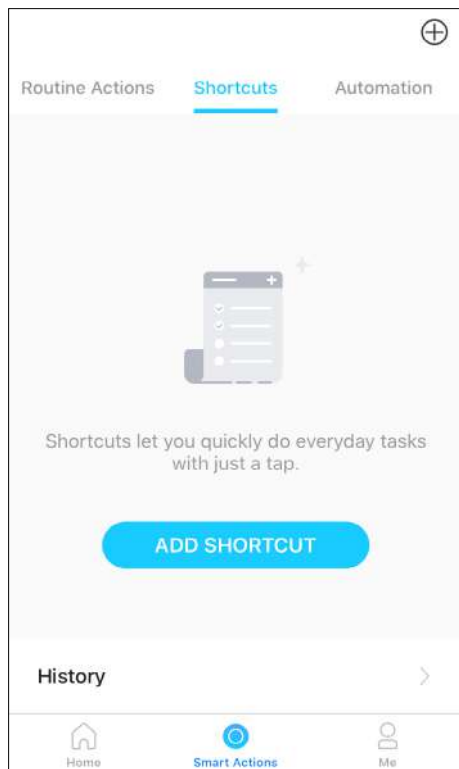 Routine Actions Shortcuts Automation
Shortcuts let you quickly do everyday tasks
with just a tap.
ADD SHORTCUT
History
Home Smart Actions Me